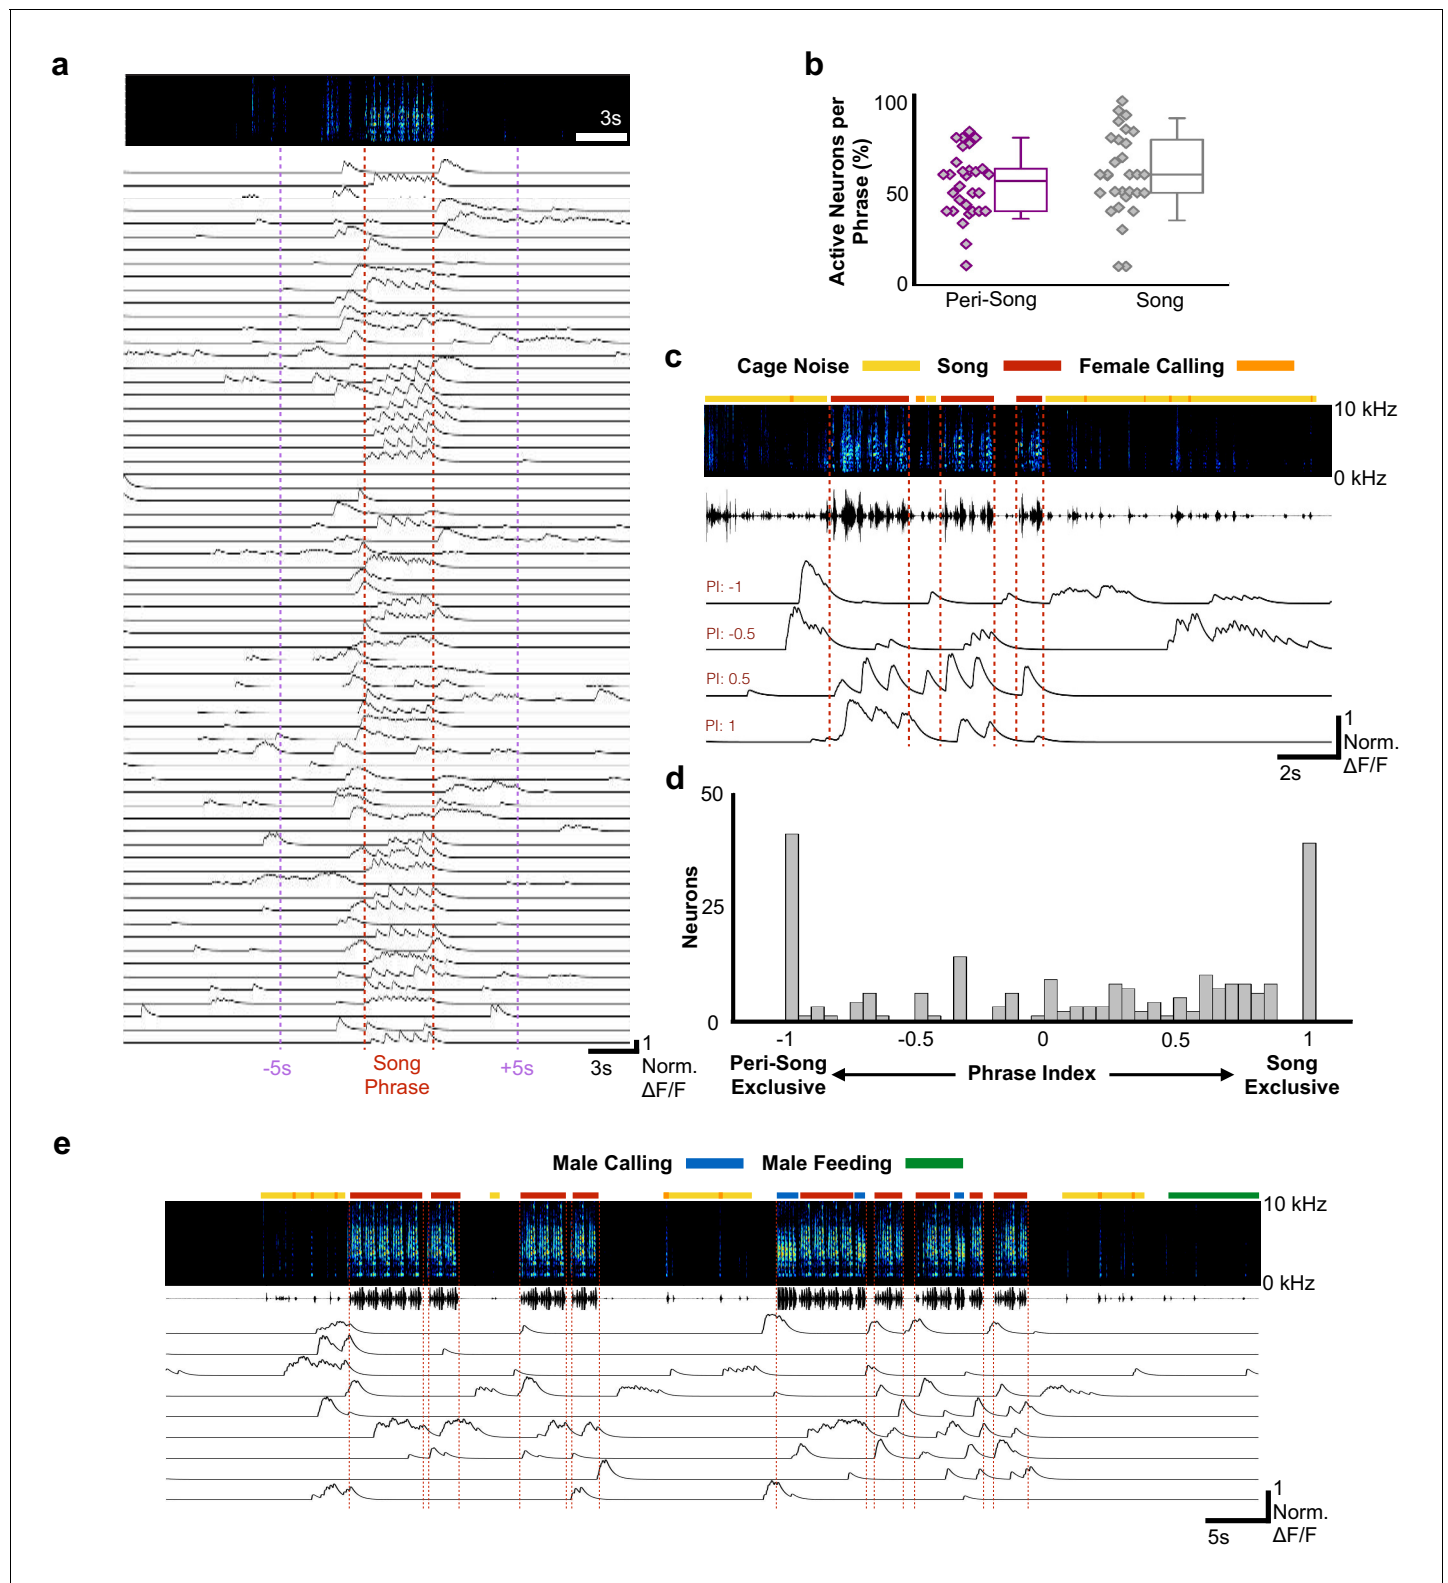 a
3s
-5s
Song
Phrase
+5s
3s
1
Norm.
ΔF/F
b
Active Neurons per
Phrase (%)
100
50
0
Peri-Song
Song
c
Cage Noise
Song
Female Calling
10 kHz
0 kHz
PI: -1
PI: -0.5
PI: 0.5
PI: 1
1
Norm.
ΔF/F
2s
d
Neurons
50
25
0
-1
-0.5
0
0.5
1
Peri-Song
Exclusive
Phrase Index
Song
Exclusive
e
Male Calling
Male Feeding
10 kHz
0 kHz
1
Norm.
ΔF/F
5s